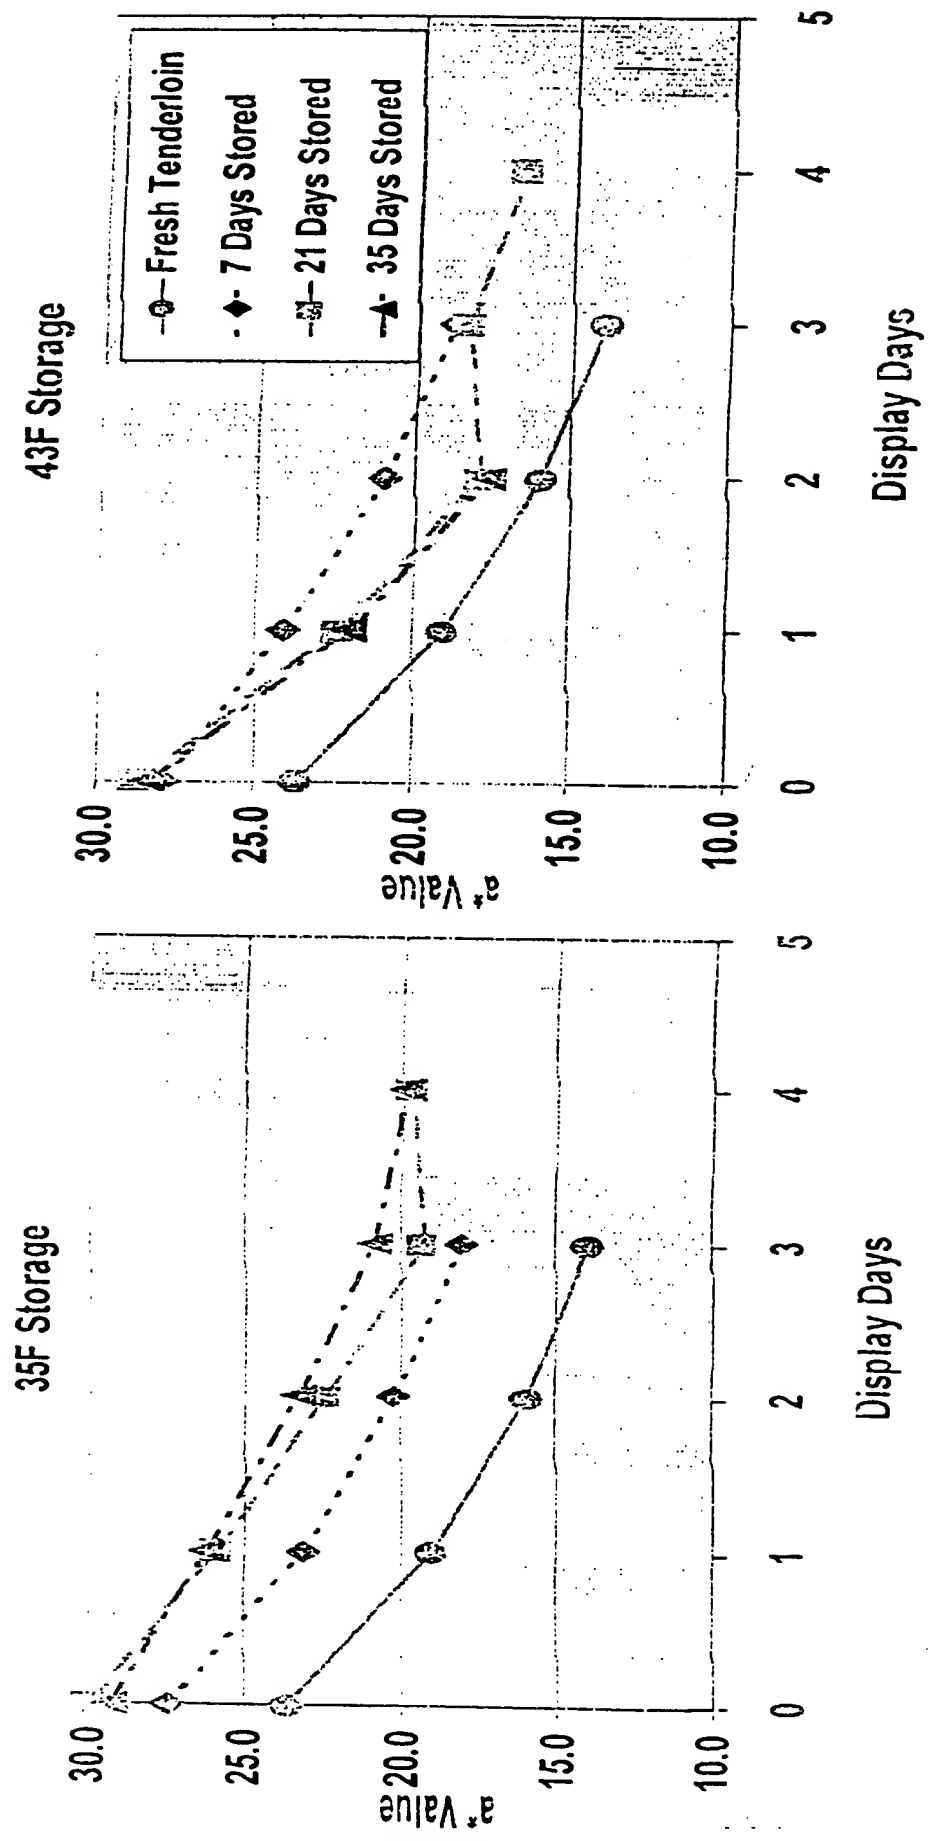 35F Storage
a* Value
30.0
25.0
20.0
15.0
10.0
0 1 2 3 4 5
Display Days
43F Storage
a* Value
30.0
25.0
20.0
15.0
10.0
0 1 2 3 4 5
Display Days
Fresh Tenderloin
7 Days Stored
21 Days Stored
35 Days Stored